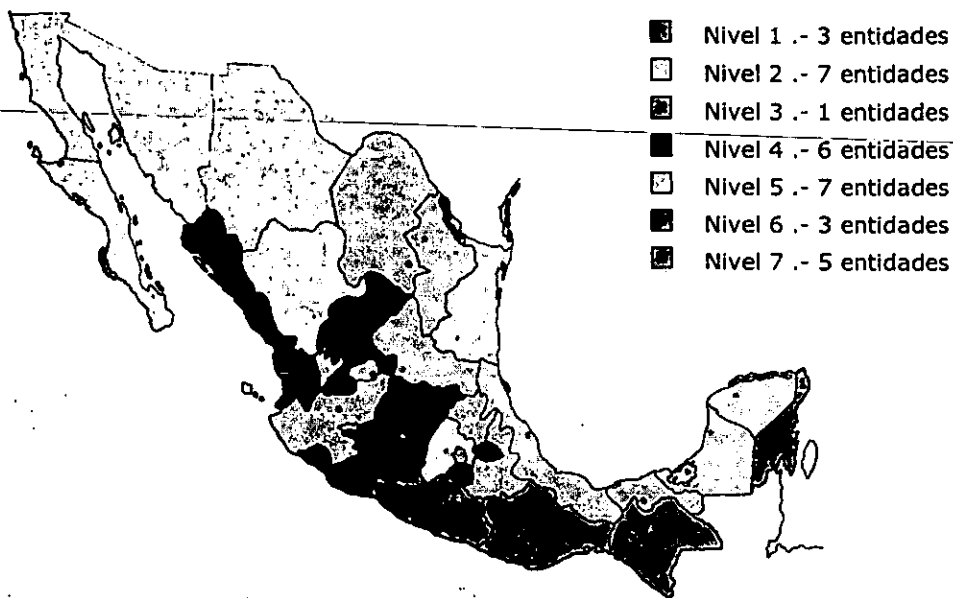 Nivel 1 .- 3 entidades
Nivel 2 .- 7 entidades
Nivel 3 .- 1 entidades
Nivel 4 .- 6 entidades
Nivel 5 .- 7 entidades
Nivel 6 .- 3 entidades
Nivel 7 .- 5 entidades